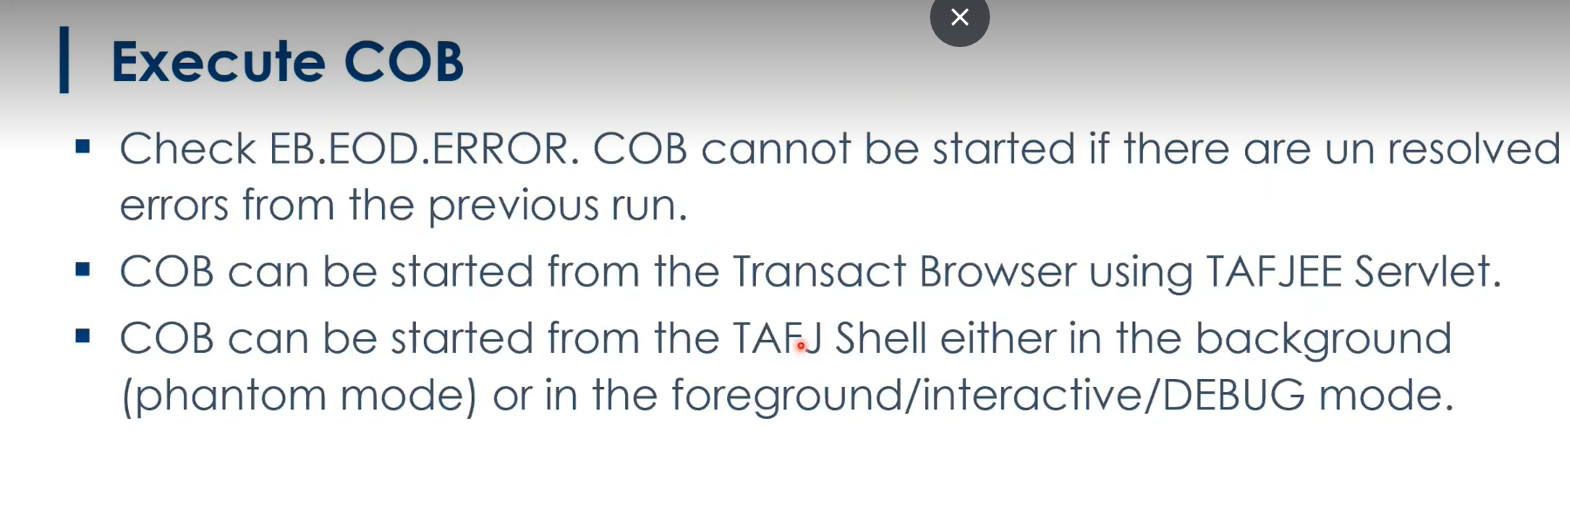 Execute COB
Check EB.EOD.ERROR. COB cannot be started if there are un resolved
errors from the previous run.
COB can be started from the Transact Browser using TAFJEE Servlet.
COB can be started from the TAFJ Shell either in the background
(phantom mode) or in the foreground/interactive/DEBUG mode.